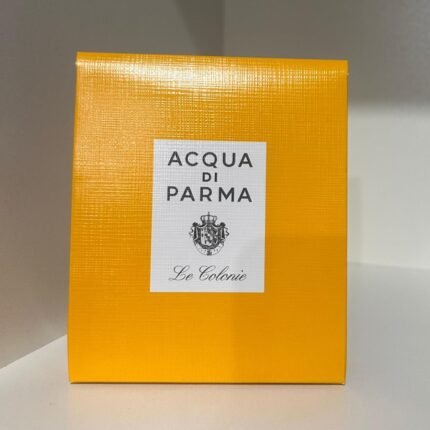 ACQUA
DI
PARMA
Le Colonie